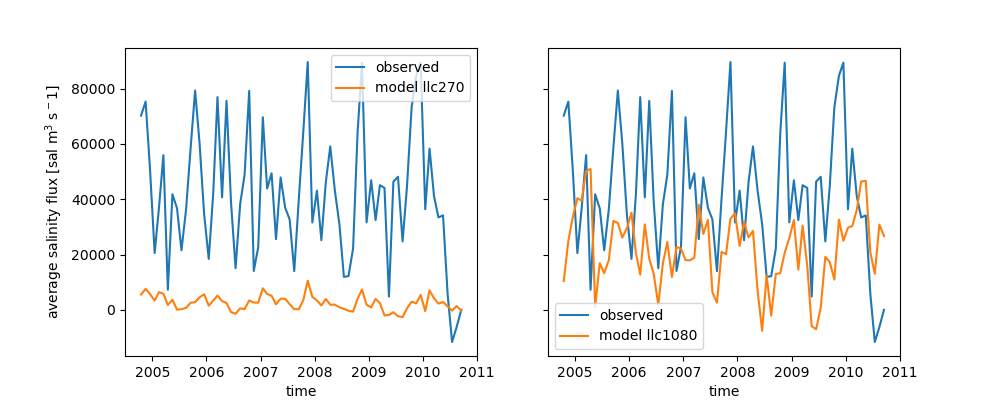 average salinity flux [sal m³ s⁻1]
80000
60000
40000
20000
0
2005 2006 2007 2008 2009 2010 2011
time
observed
model llc270
2005 2006 2007 2008 2009 2010 2011
time
observed
model llc1080